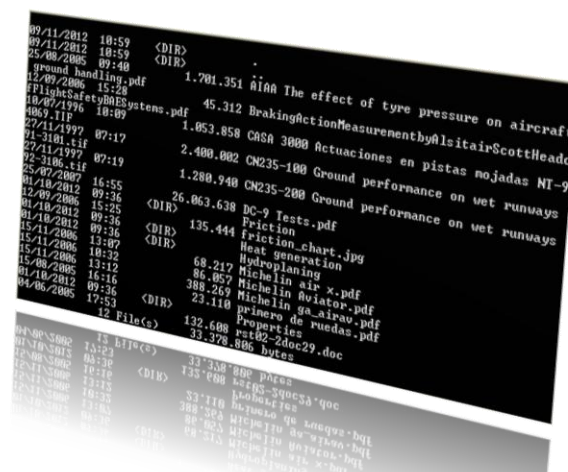 09/11/2012 10:59 <DIR> .
09/11/2012 10:59 <DIR> ..
25/08/2005 09:40 1.701.351 AIAA The effect of tyre pressure on aircraft
ground handling.pdf
12/09/2006 15:28 45.312 BrakingActionMeasurementbyAlsitairScottHeado
fFlightSafetyBAESystems.pdf
10/07/1996 10:09 1.053.858 CASA 3000 Actuaciones en pistas mojadas NT-9
4069.TIF
27/11/1997 07:17 2.400.002 CN235-100 Ground performance on wet runways
91-3101.tif
27/11/1997 07:19 1.280.940 CN235-200 Ground performance on wet runways
92-3106.tif
25/07/2007 16:55 26.063.638 DC-9 Tests.pdf
01/10/2012 09:36 <DIR> Friction
12/09/2006 15:25 135.444 friction_chart.jpg
01/10/2012 09:36 <DIR> Heat generation
01/10/2012 09:36 <DIR> Hydroplaning
15/11/2006 13:07 68.217 Michelin air x.pdf
15/11/2006 10:32 86.057 Michelin Aviator.pdf
15/11/2006 13:12 388.269 Michelin ga_airav.pdf
15/08/2005 16:16 23.110 primero de ruedas.pdf
01/10/2012 09:36 <DIR> Properties
04/06/2005 17:53 132.608 rst02-2doc29.doc
12 File(s) 33.378.806 bytes